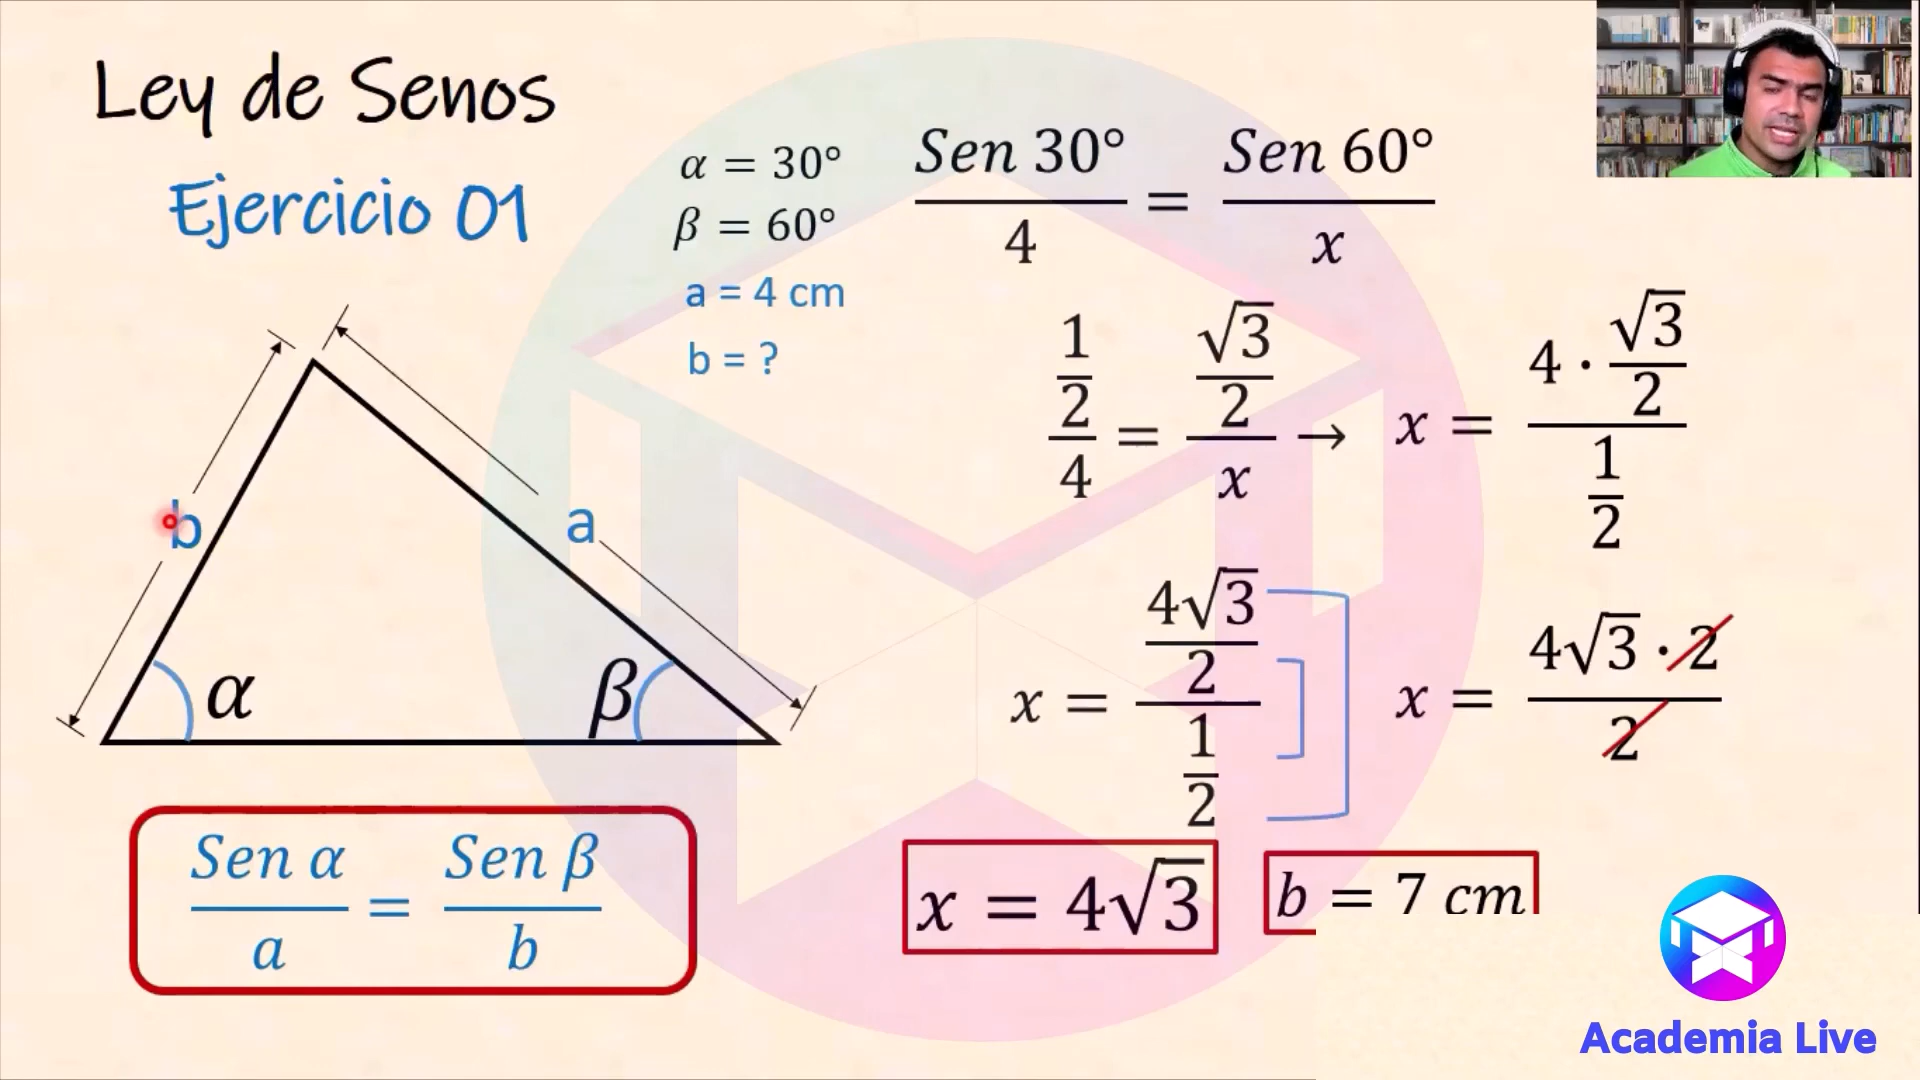 Ley de Senos
Ejercicio 01
α = 30°
β = 60°
a = 4 cm
b = ?
b
a
α
β
Sen α / a = Sen β / b
Sen 30° / 4 = Sen 60° / x
1/2 / 4 = √3/2 / x → x = 4 · √3/2 / 1/2
x = 4√3/2 / 1/2
x = 4√3 · 2 / 2
x = 4√3
b = 7 cm
Academia Live